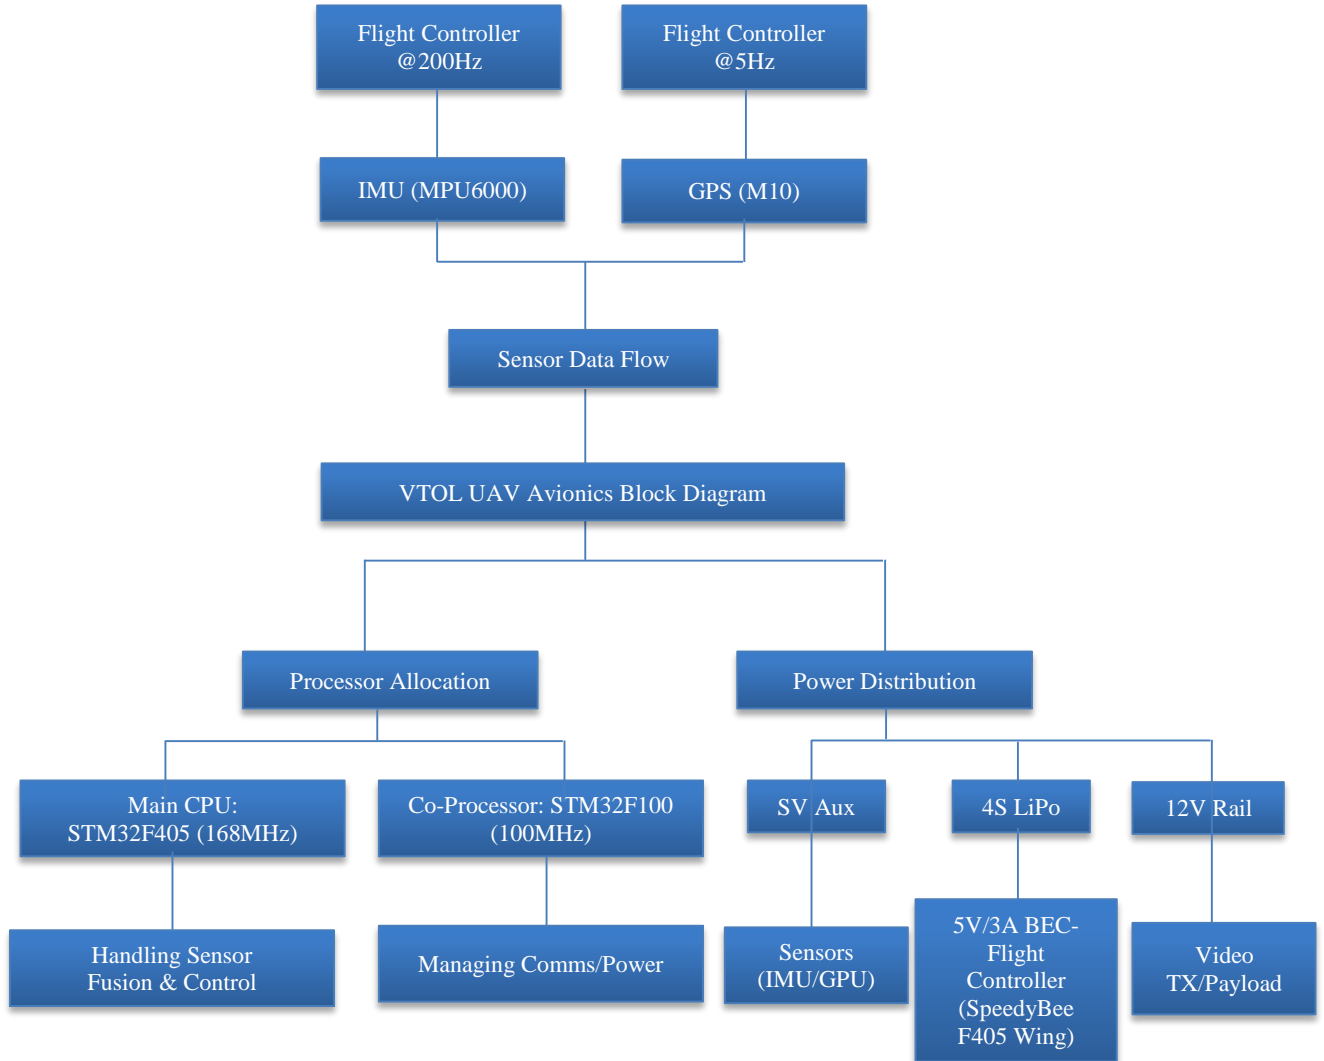 Flight Controller
@200Hz
Flight Controller
@5Hz
IMU (MPU6000)
GPS (M10)
Sensor Data Flow
VTOL UAV Avionics Block Diagram
Processor Allocation
Power Distribution
Main CPU:
STM32F405 (168MHz)
Co-Processor: STM32F100
(100MHz)
SV Aux
4S LiPo
12V Rail
Handling Sensor
Fusion & Control
Managing Comms/Power
Sensors
(IMU/GPU)
5V/3A BEC-
Flight
Controller
(SpeedyBee
F405 Wing)
Video
TX/Payload